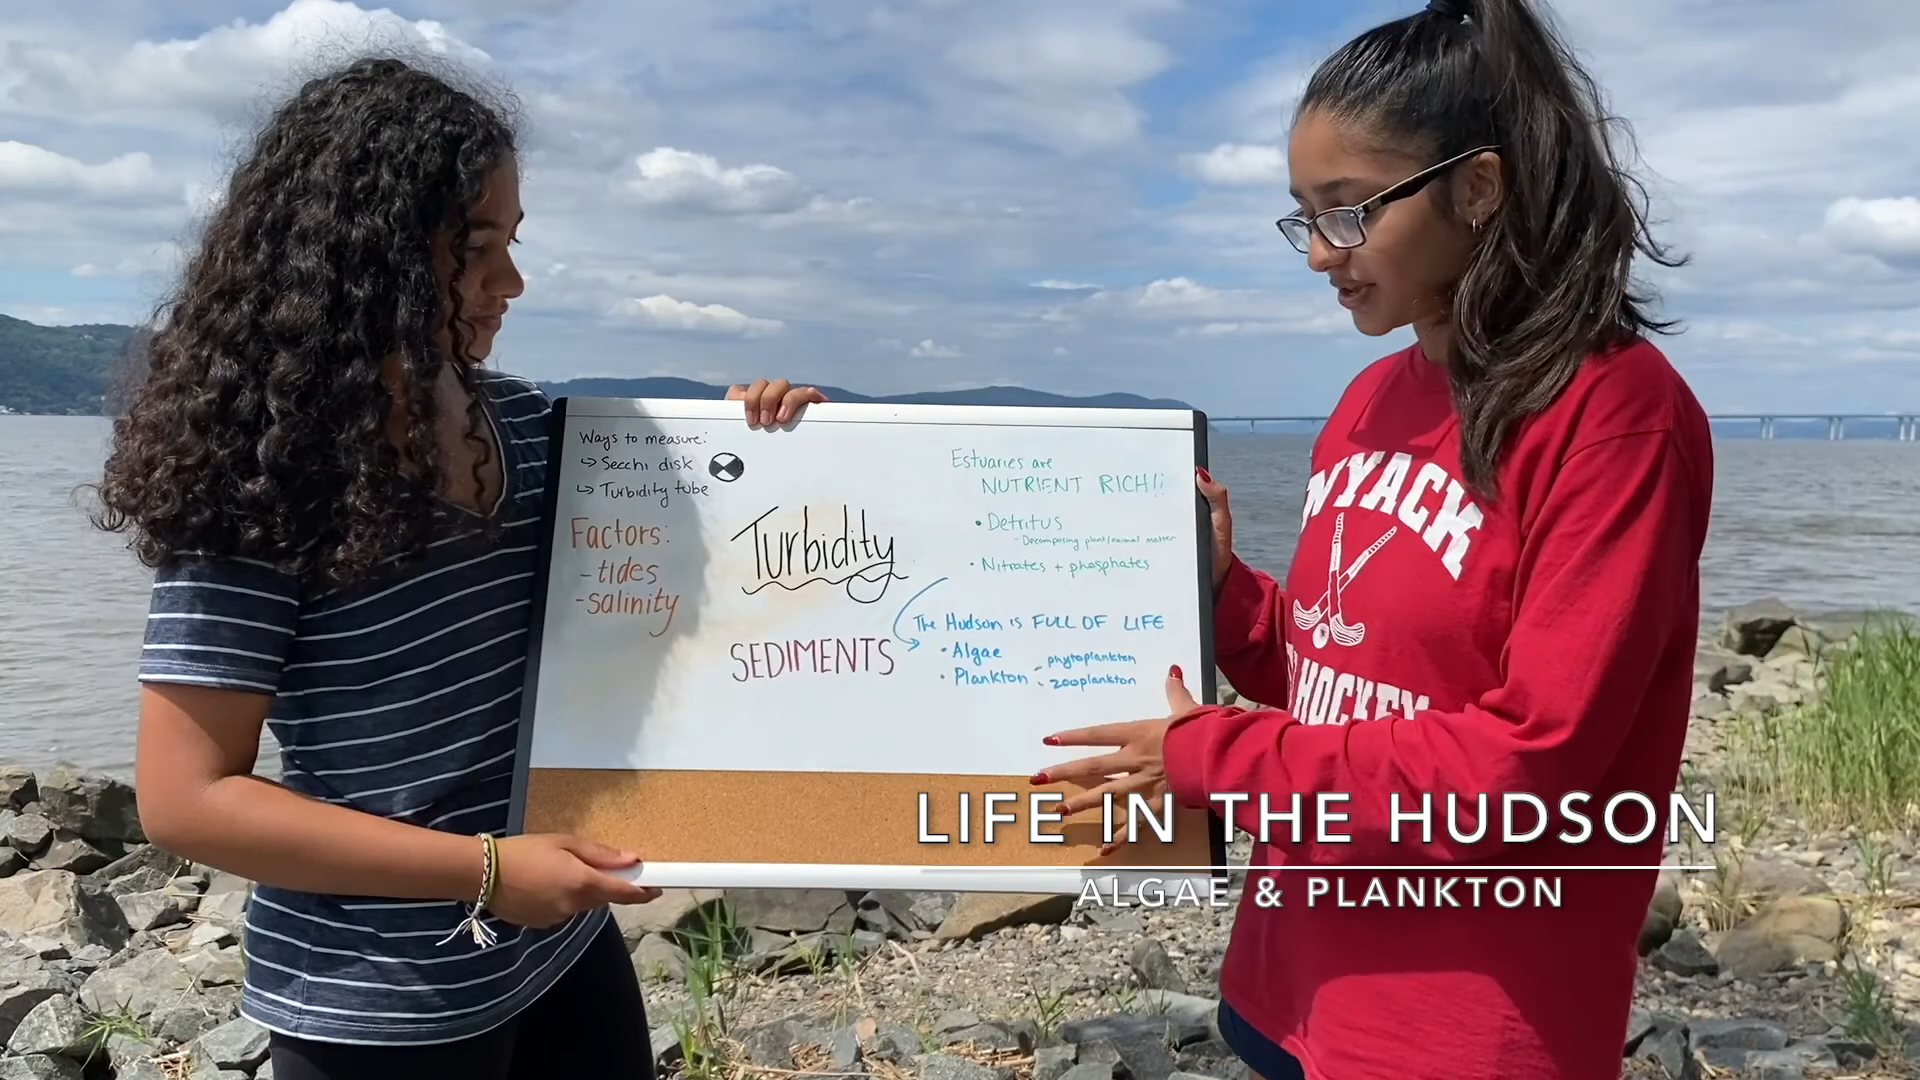 Ways to measure:
↳ Secchi disk
↳ Turbidity tube
Factors:
- tides
- salinity
Turbidity
SEDIMENTS
Estuaries are
NUTRIENT RICH!!
• Detritus
- Decomposing plant/animal matter
• Nitrates + phosphates
The Hudson is FULL OF LIFE
• Algae
• Plankton - phytoplankton
- zooplankton
NYACK
HOCKEY
LIFE IN THE HUDSON
ALGAE & PLANKTON